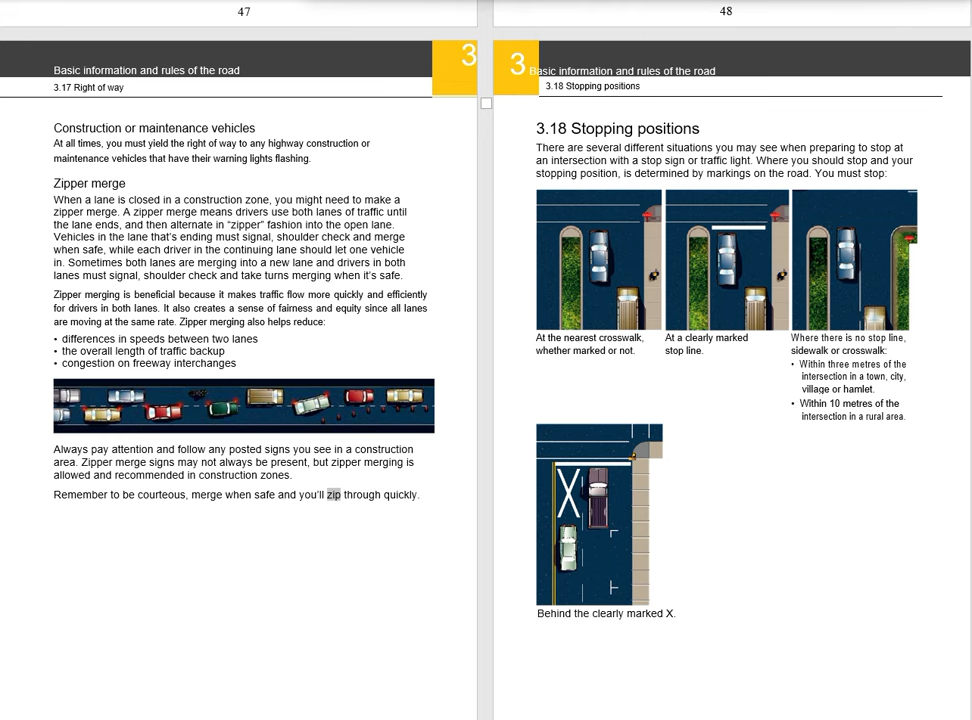 47
3
Basic information and rules of the road
3.17 Right of way
Construction or maintenance vehicles
At all times, you must yield the right of way to any highway construction or
maintenance vehicles that have their warning lights flashing.
Zipper merge
When a lane is closed in a construction zone, you might need to make a
zipper merge. A zipper merge means drivers use both lanes of traffic until
the lane ends, and then alternate in “zipper” fashion into the open lane.
Vehicles in the lane that’s ending must signal, shoulder check and merge
when safe, while each driver in the continuing lane should let one vehicle
in. Sometimes both lanes are merging into a new lane and drivers in both
lanes must signal, shoulder check and take turns merging when it’s safe.
Zipper merging is beneficial because it makes traffic flow more quickly and efficiently
for drivers in both lanes. It also creates a sense of fairness and equity since all lanes
are moving at the same rate. Zipper merging also helps reduce:
• differences in speeds between two lanes
• the overall length of traffic backup
• congestion on freeway interchanges
Always pay attention and follow any posted signs you see in a construction
area. Zipper merge signs may not always be present, but zipper merging is
allowed and recommended in construction zones.
Remember to be courteous, merge when safe and you’ll zip through quickly.
48
3
Basic information and rules of the road
3.18 Stopping positions
3.18 Stopping positions
There are several different situations you may see when preparing to stop at
an intersection with a stop sign or traffic light. Where you should stop and your
stopping position, is determined by markings on the road. You must stop:
At the nearest crosswalk,
whether marked or not.
At a clearly marked
stop line.
Where there is no stop line,
sidewalk or crosswalk:
• Within three metres of the
intersection in a town, city,
village or hamlet.
• Within 10 metres of the
intersection in a rural area.
Behind the clearly marked X.